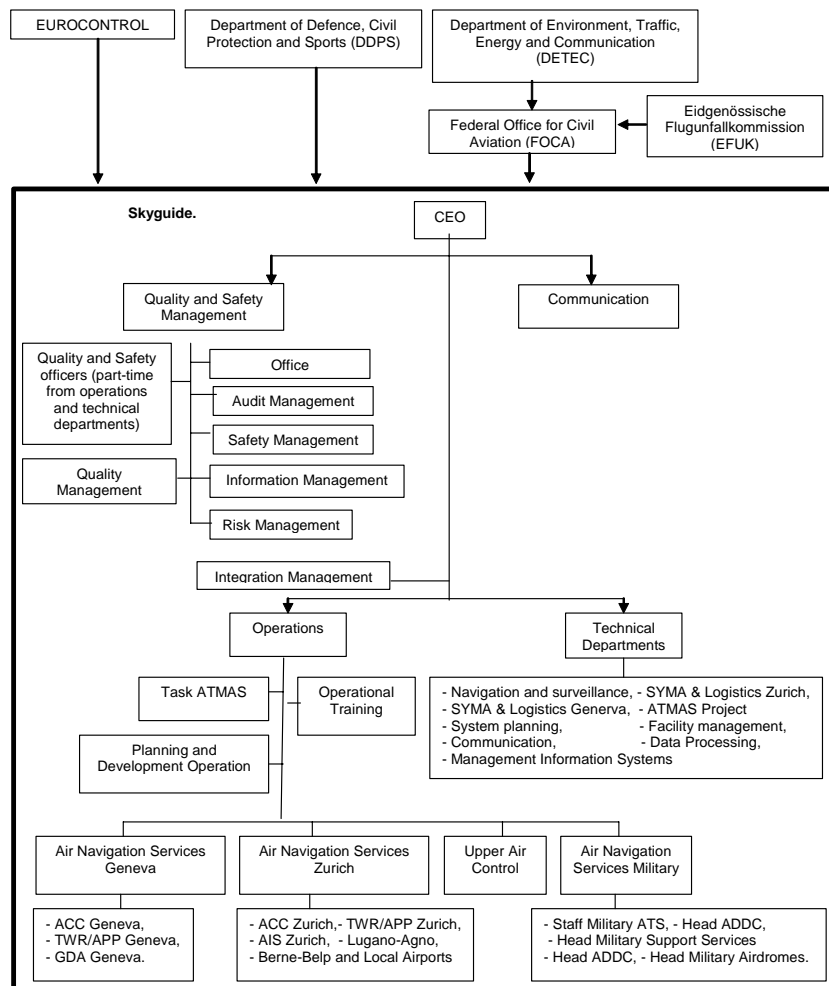 EUROCONTROL
Department of Defence, Civil
Protection and Sports (DDPS)
Department of Environment, Traffic,
Energy and Communication
(DETEC)
Federal Office for Civil
Aviation (FOCA)
Eidgenössische
Flugunfallkommission
(EFUK)
Skyguide.
CEO
Quality and Safety
Management
Communication
Quality and Safety
officers (part-time
from operations
and technical
departments)
Office
Audit Management
Safety Management
Quality
Management
Information Management
Risk Management
Integration Management
Operations
Technical
Departments
Task ATMAS
Operational
Training
Planning and
Development Operation
- Navigation and surveillance, - SYMA & Logistics Zurich,
- SYMA & Logistics Generva, - ATMAS Project
- System planning, - Facility management,
- Communication, - Data Processing,
- Management Information Systems
Air Navigation Services
Geneva
Air Navigation Services
Zurich
Upper Air
Control
Air Navigation
Services Military
- ACC Geneva,
- TWR/APP Geneva,
- GDA Geneva.
- ACC Zurich,- TWR/APP Zurich,
- AIS Zurich, - Lugano-Agno,
- Berne-Belp and Local Airports
- Staff Military ATS, - Head ADDC,
- Head Military Support Services
- Head ADDC, - Head Military Airdromes.